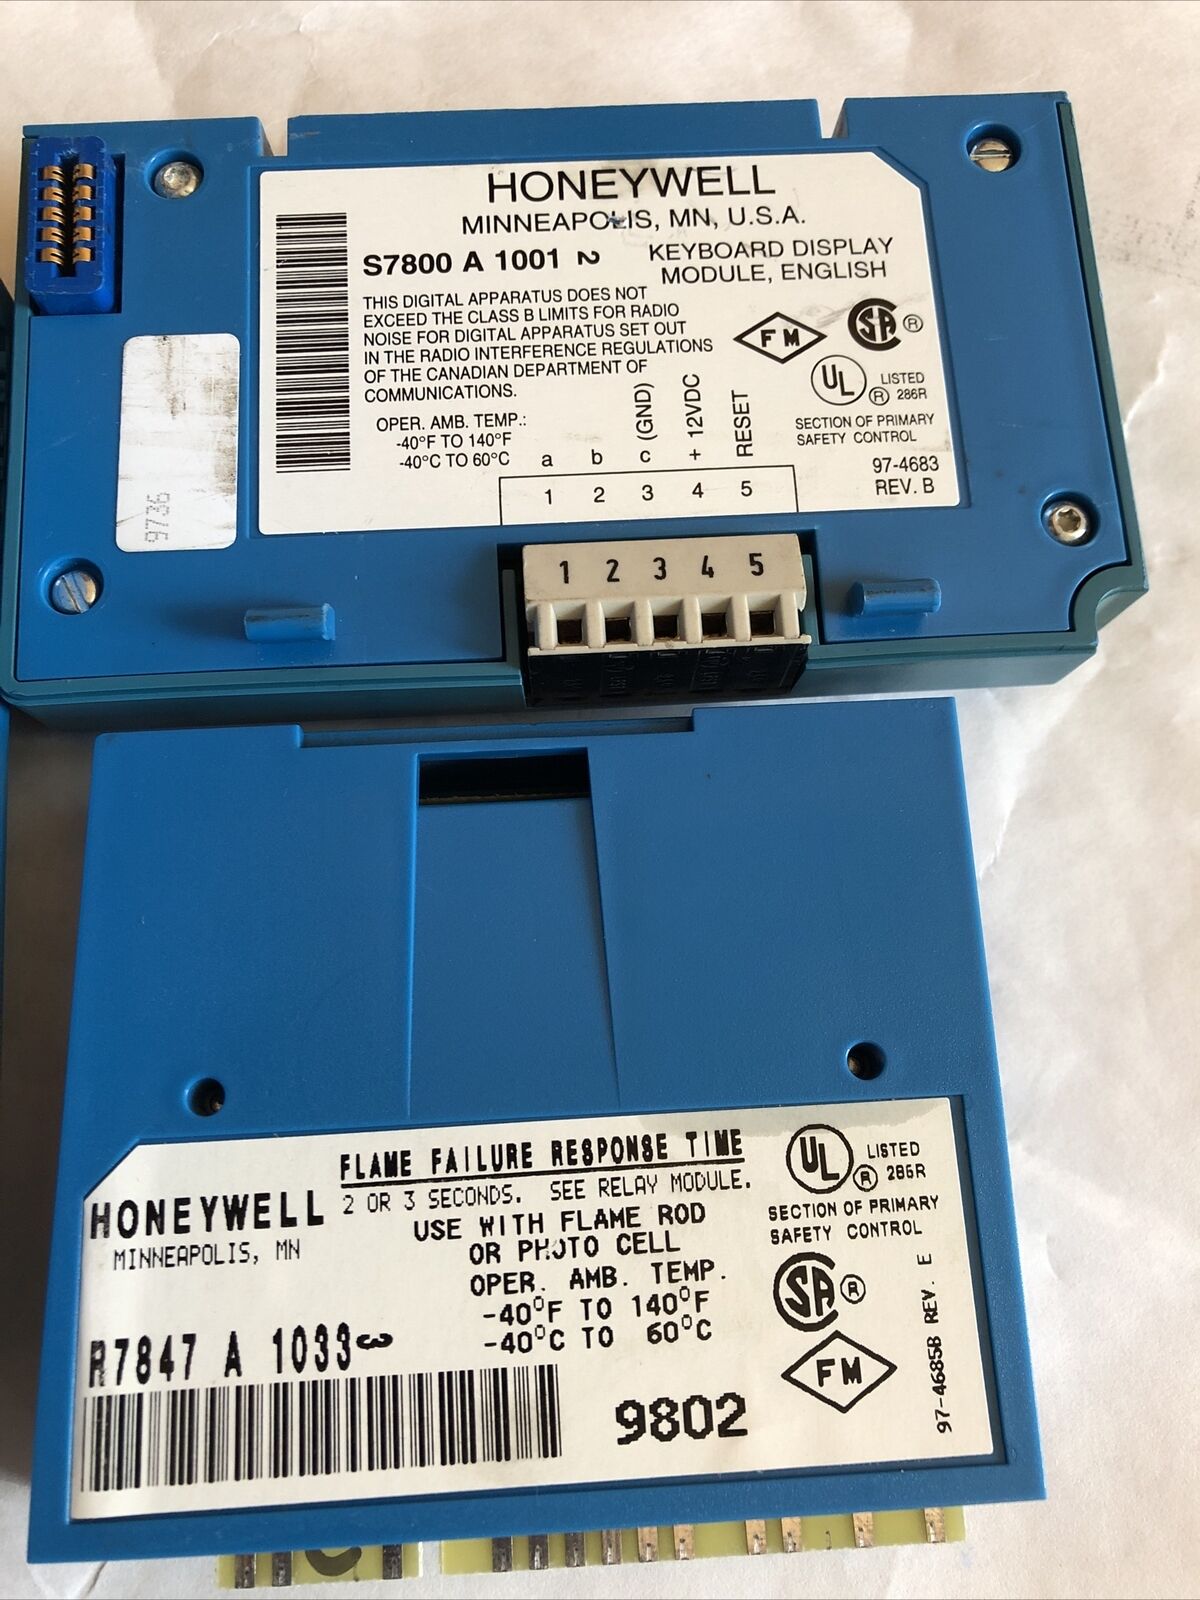 HONEYWELL
MINNEAPOLIS, MN, U.S.A.
S7800 A 1001 2
KEYBOARD DISPLAY
MODULE, ENGLISH
THIS DIGITAL APPARATUS DOES NOT
EXCEED THE CLASS B LIMITS FOR RADIO
NOISE FOR DIGITAL APPARATUS SET OUT
IN THE RADIO INTERFERENCE REGULATIONS
OF THE CANADIAN DEPARTMENT OF
COMMUNICATIONS.
FM
SA ®
UL ® LISTED
286R
SECTION OF PRIMARY
SAFETY CONTROL
OPER. AMB. TEMP.:
-40°F TO 140°F
-40°C TO 60°C
a b c (GND) + 12VDC RESET
1 2 3 4 5
97-4683
REV. B
9736
1 2 3 4 5
FLAME FAILURE RESPONSE TIME
2 OR 3 SECONDS. SEE RELAY MODULE.
HONEYWELL
MINNEAPOLIS, MN
USE WITH FLAME ROD
OR PHOTO CELL
OPER. AMB. TEMP.
-40°F TO 140°F
-40°C TO 60°C
R7847 A 1033 3
9802
UL ® LISTED
286R
SECTION OF PRIMARY
SAFETY CONTROL
SA ®
FM
97-4685B REV. E